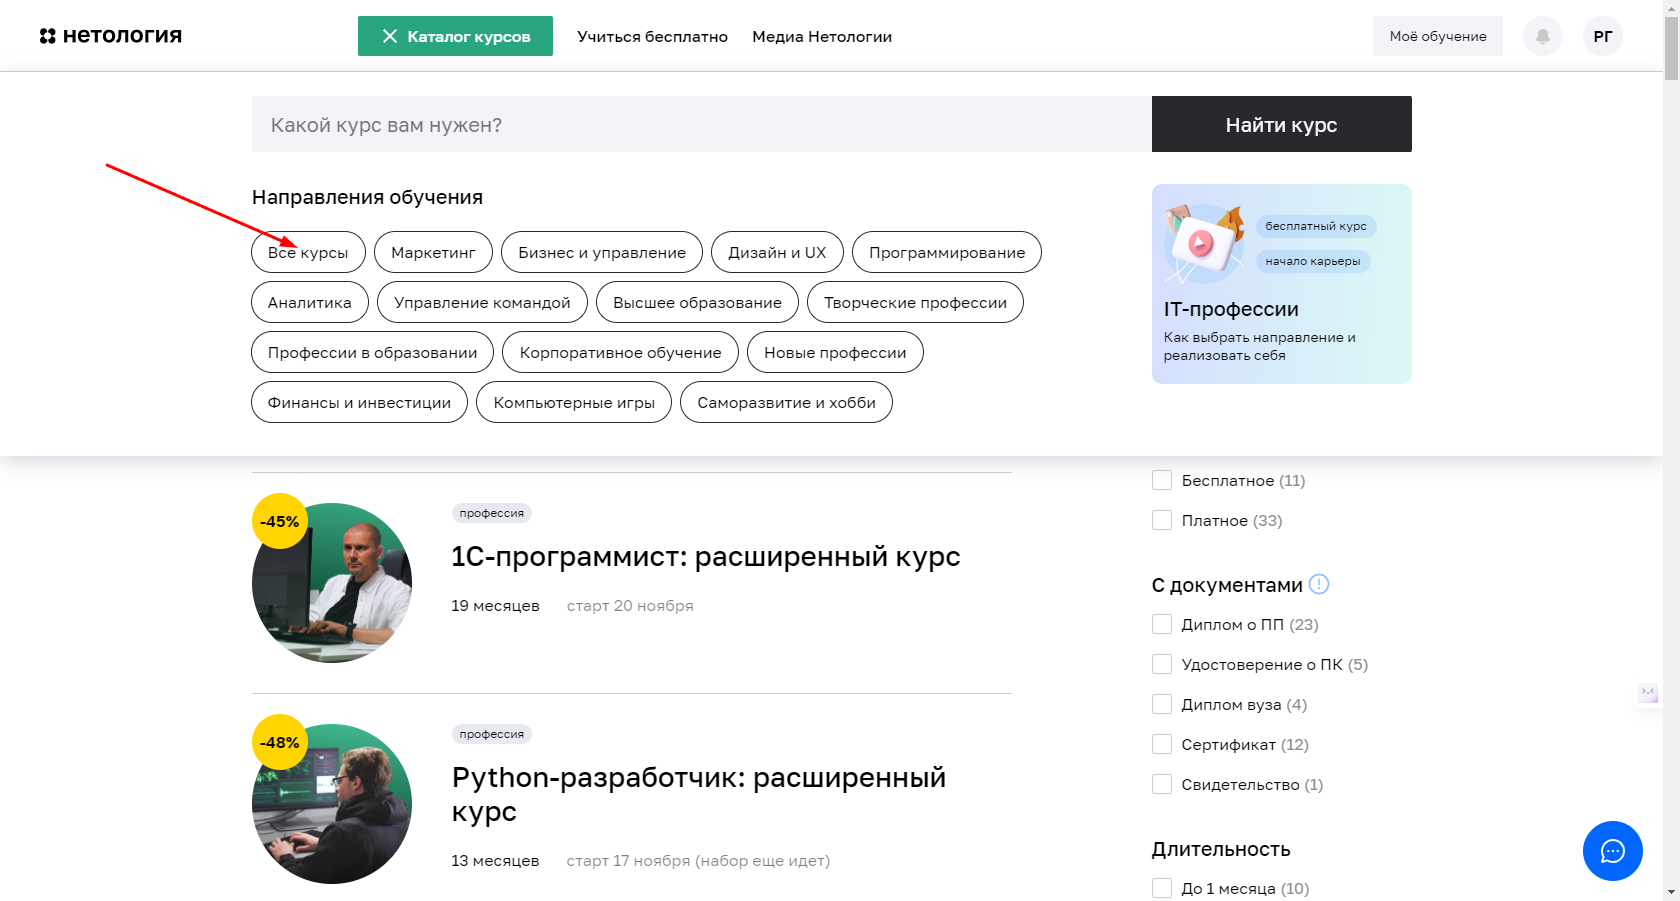 нетология
Каталог курсов
Учиться бесплатно
Медиа Нетологии
Моё обучение
РГ
Какой курс вам нужен?
Найти курс
Направления обучения
Все курсы
Маркетинг
Бизнес и управление
Дизайн и UX
Программирование
Аналитика
Управление командой
Высшее образование
Творческие профессии
Профессии в образовании
Корпоративное обучение
Новые профессии
Финансы и инвестиции
Компьютерные игры
Саморазвитие и хобби
бесплатный курс
начало карьеры
IT-профессии
Как выбрать направление и
реализовать себя
-45%
профессия
1С-программист: расширенный курс
19 месяцев
старт 20 ноября
-48%
профессия
Python-разработчик: расширенный
курс
13 месяцев
старт 17 ноября (набор еще идет)
Бесплатное (11)
Платное (33)
С документами
Диплом о ПП (23)
Удостоверение о ПК (5)
Диплом вуза (4)
Сертификат (12)
Свидетельство (1)
Длительность
До 1 месяца (10)